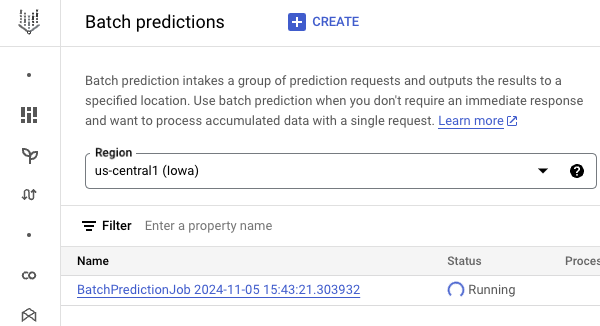 Batch predictions
CREATE
Batch prediction intakes a group of prediction requests and outputs the results to a
specified location. Use batch prediction when you don't require an immediate response
and want to process accumulated data with a single request. Learn more
Region
us-central1 (Iowa)
Filter Enter a property name
Name Status Proces
BatchPredictionJob 2024-11-05 15:43:21.303932 Running